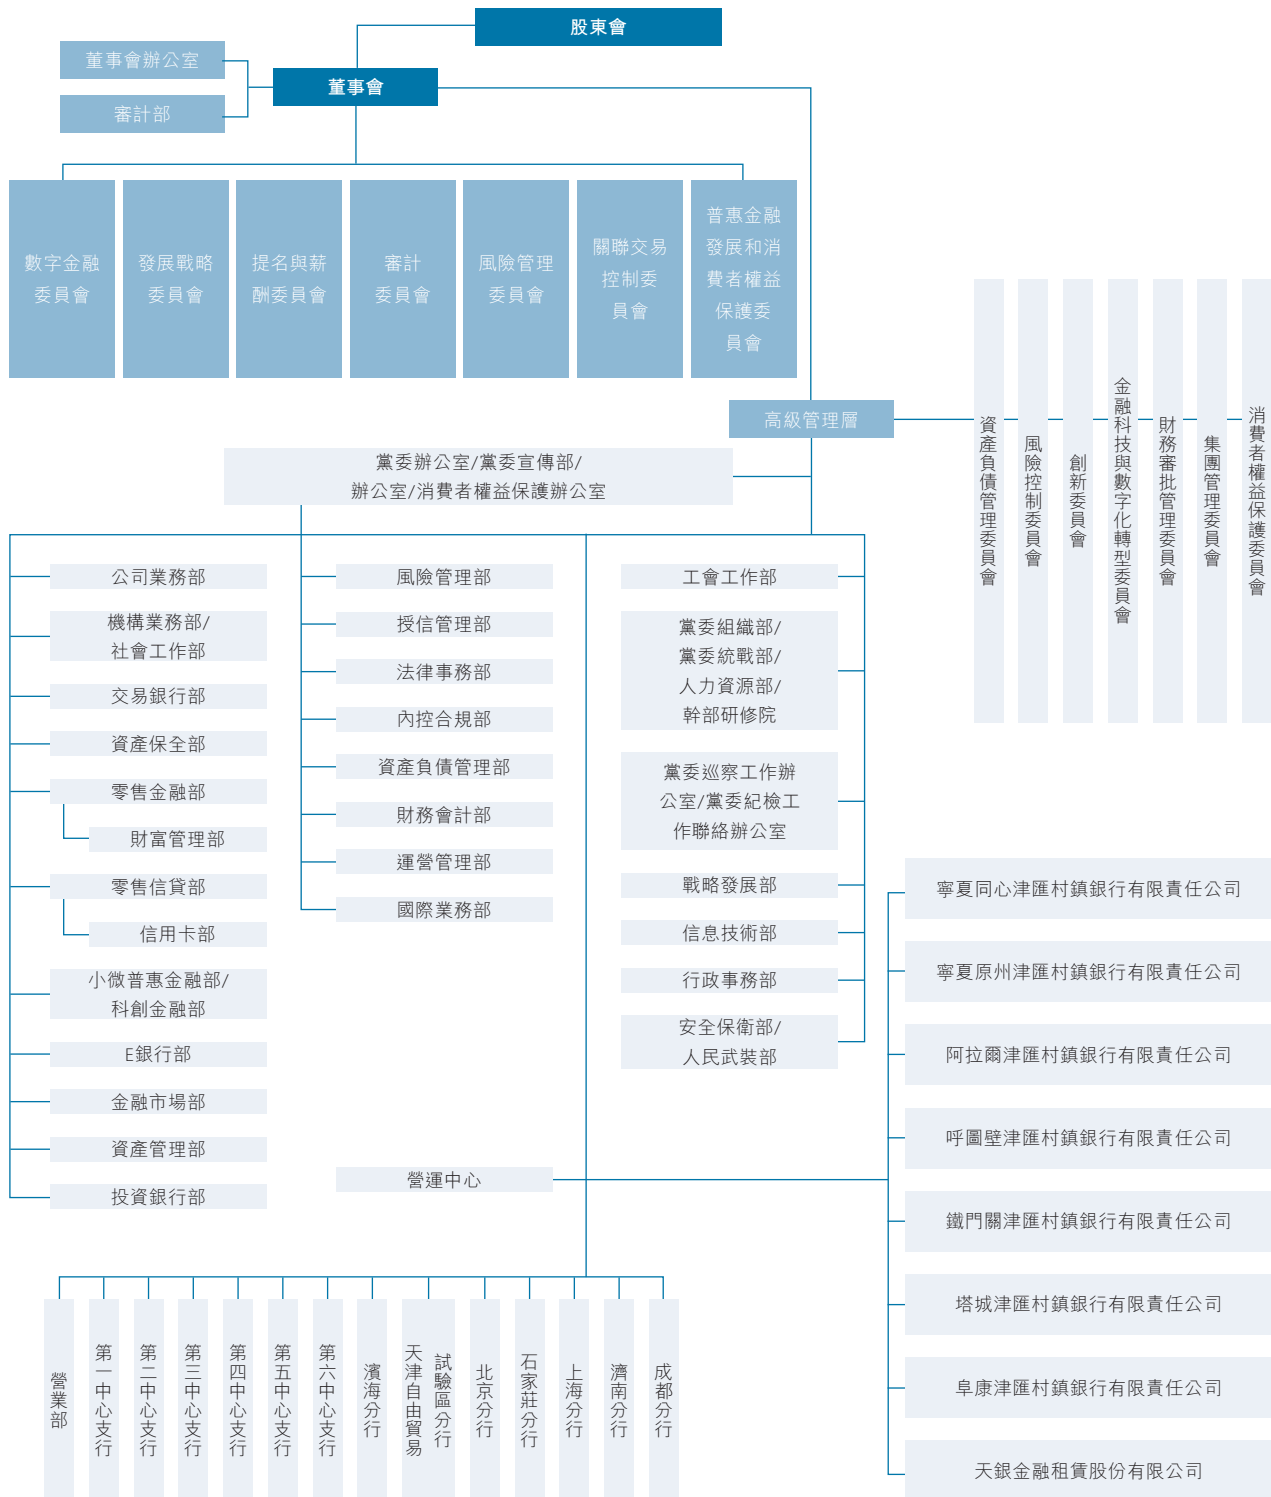 股東會
董事會辦公室
董事會
審計部
數字金融
委員會
發展戰略
委員會
提名與薪
酬委員會
審計
委員會
風險管理
委員會
關聯交易
控制委
員會
普惠金融
發展和消
費者權益
保護委
員會
高級管理層
資產負債管理委員會
風險控制委員會
創新委員會
金融科技與數字化轉型委員會
財務審批管理委員會
集團管理委員會
消費者權益保護委員會
黨委辦公室/黨委宣傳部/
辦公室/消費者權益保護辦公室
公司業務部
機構業務部/
社會工作部
交易銀行部
資產保全部
零售金融部
財富管理部
零售信貸部
信用卡部
小微普惠金融部/
科創金融部
E銀行部
金融市場部
資產管理部
投資銀行部
風險管理部
授信管理部
法律事務部
內控合規部
資產負債管理部
財務會計部
運營管理部
國際業務部
工會工作部
黨委組織部/
黨委統戰部/
人力資源部/
幹部研修院
黨委巡察工作辦
公室/黨委紀檢工
作聯絡辦公室
戰略發展部
信息技術部
行政事務部
安全保衛部/
人民武裝部
營運中心
寧夏同心津匯村鎮銀行有限責任公司
寧夏原州津匯村鎮銀行有限責任公司
阿拉爾津匯村鎮銀行有限責任公司
呼圖壁津匯村鎮銀行有限責任公司
鐵門關津匯村鎮銀行有限責任公司
塔城津匯村鎮銀行有限責任公司
阜康津匯村鎮銀行有限責任公司
天銀金融租賃股份有限公司
營業部
第一中心支行
第二中心支行
第三中心支行
第四中心支行
第五中心支行
第六中心支行
濱海分行
天津自由貿易
試驗區分行
北京分行
石家莊分行
上海分行
濟南分行
成都分行